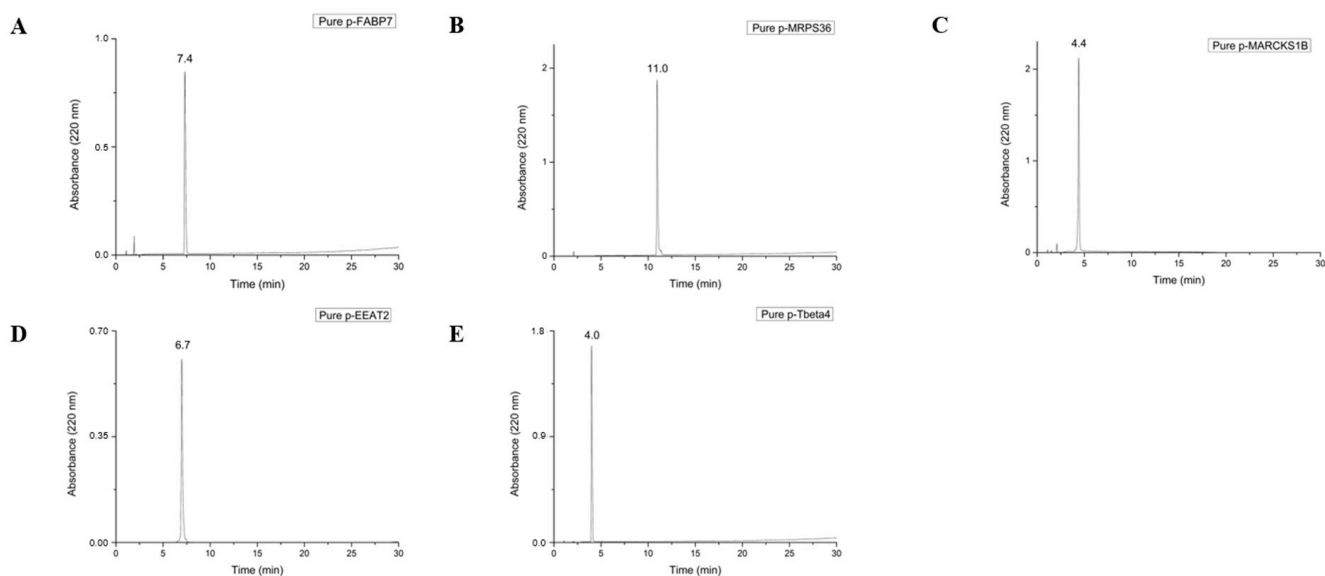 A
Pure p-FABP7
7.4
1.0
0.5
0.0
Absorbance (220 nm)
0 5 10 15 20 25 30
Time (min)
B
Pure p-MRPS36
11.0
2
1
0
Absorbance (220 nm)
0 5 10 15 20 25 30
Time (min)
C
Pure p-MARCKS1B
4.4
2
1
0
Absorbance (220 nm)
0 5 10 15 20 25 30
Time (min)
D
Pure p-EEAT2
6.7
0.70
0.35
0.00
Absorbance (220 nm)
0 5 10 15 20 25 30
Time (min)
E
Pure p-Tbeta4
4.0
1.8
0.9
0.0
Absorbance (220 nm)
0 5 10 15 20 25 30
Time (min)